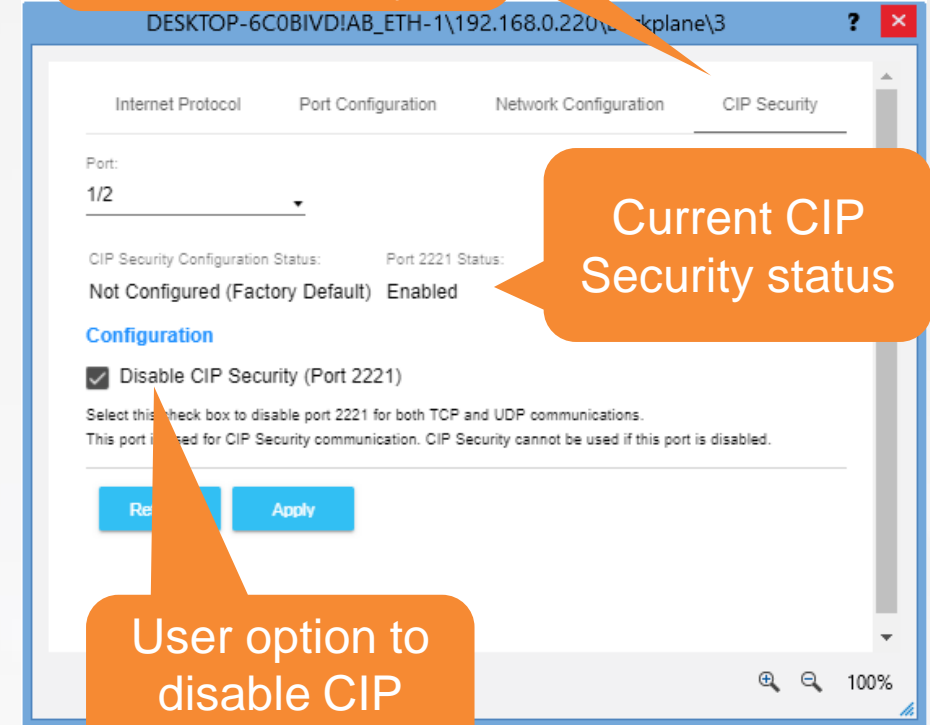 DESKTOP-6C0BIVD!AB_ETH-1\192.168.0.220\ckplane\3 ?
Internet Protocol Port Configuration Network Configuration CIP Security
Port:
1/2
CIP Security Configuration Status: Port 2221 Status:
Not Configured (Factory Default) Enabled
Current CIP
Security status
Configuration
Disable CIP Security (Port 2221)
Select this check box to disable port 2221 for both TCP and UDP communications.
This port is used for CIP Security communication. CIP Security cannot be used if this port is disabled.
Apply
User option to
disable CIP
100%